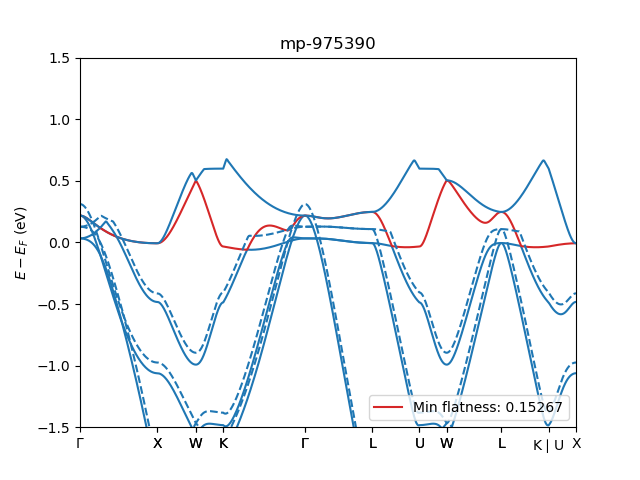 mp-975390
E − E_F (eV)
1.5
1.0
0.5
0.0
−0.5
−1.0
−1.5
Min flatness: 0.15267
Γ X W K Γ L U W L K | U X